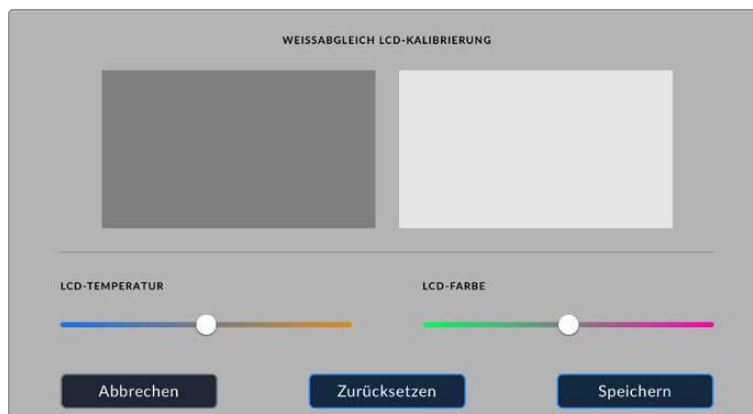 WEISSABGLEICH LCD-KALIBRIERUNG
LCD-TEMPERATUR
LCD-FARBE
Abbrechen
Zurücksetzen
Speichern